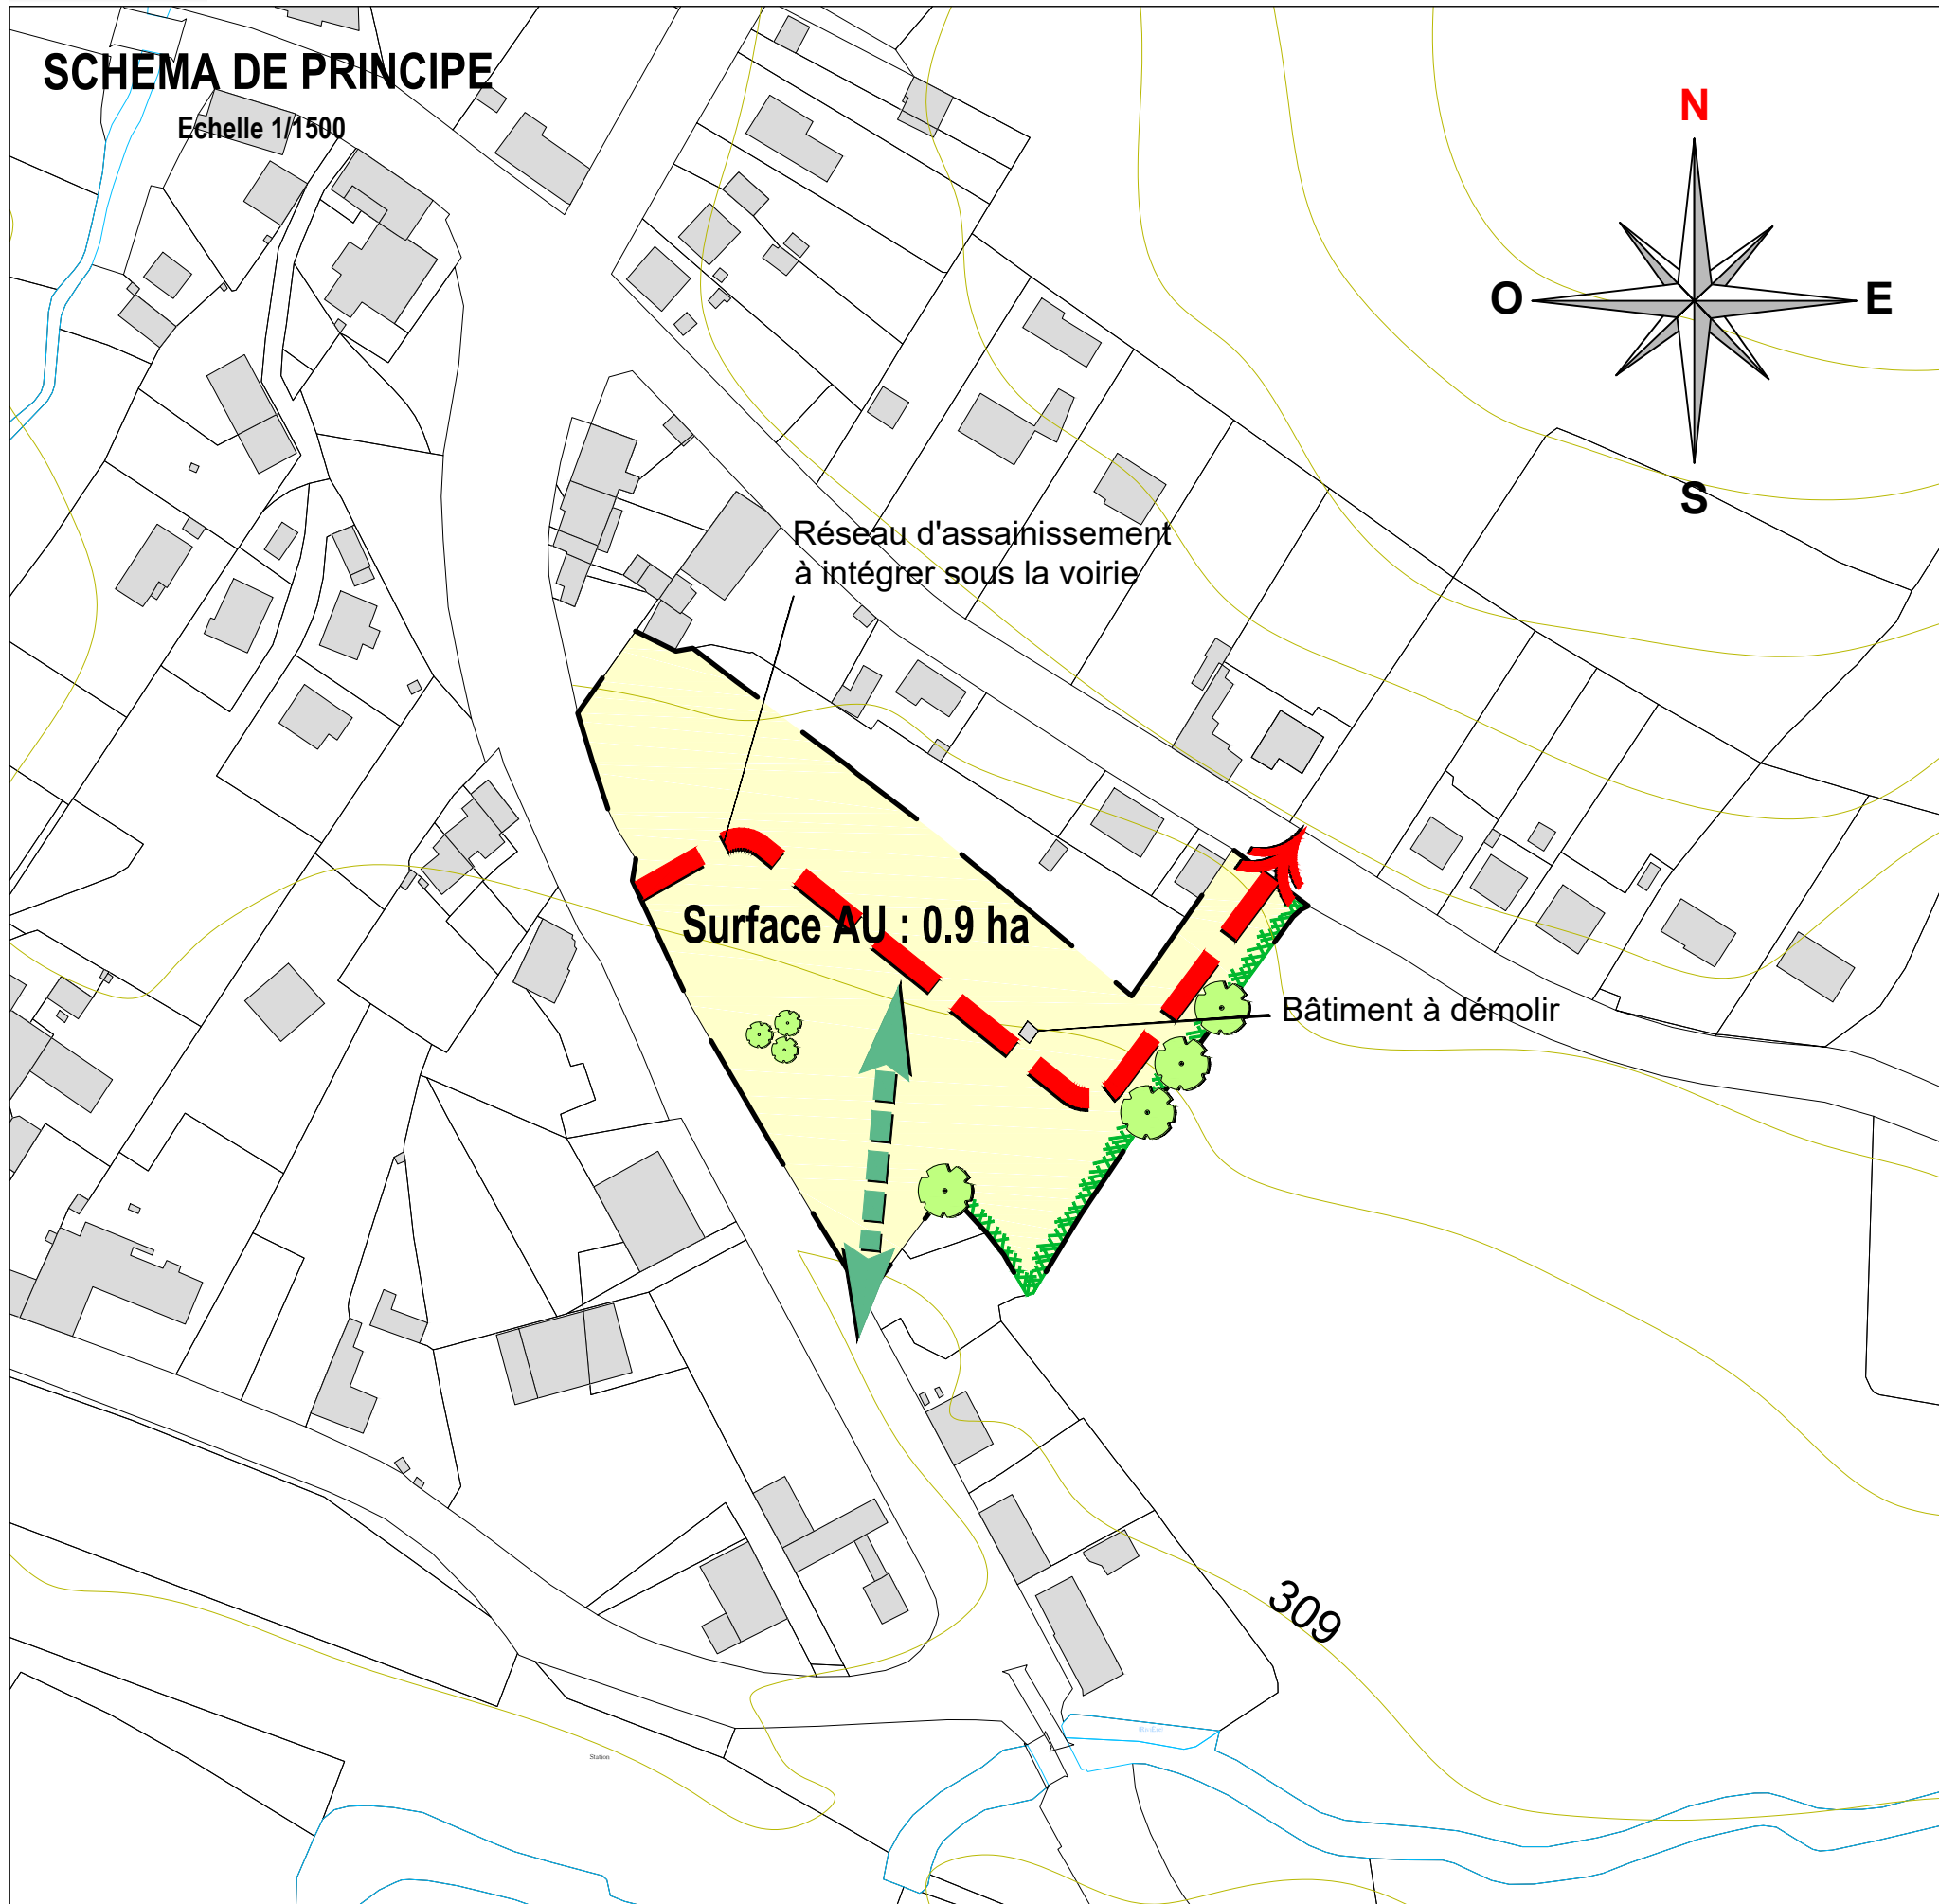 SCHEMA DE PRINCIPE
Echelle 1/1500
N
O
E
S
Réseau d'assainissement
à intégrer sous la voirie
Surface AU : 0.9 ha
Bâtiment à démolir
309
Station